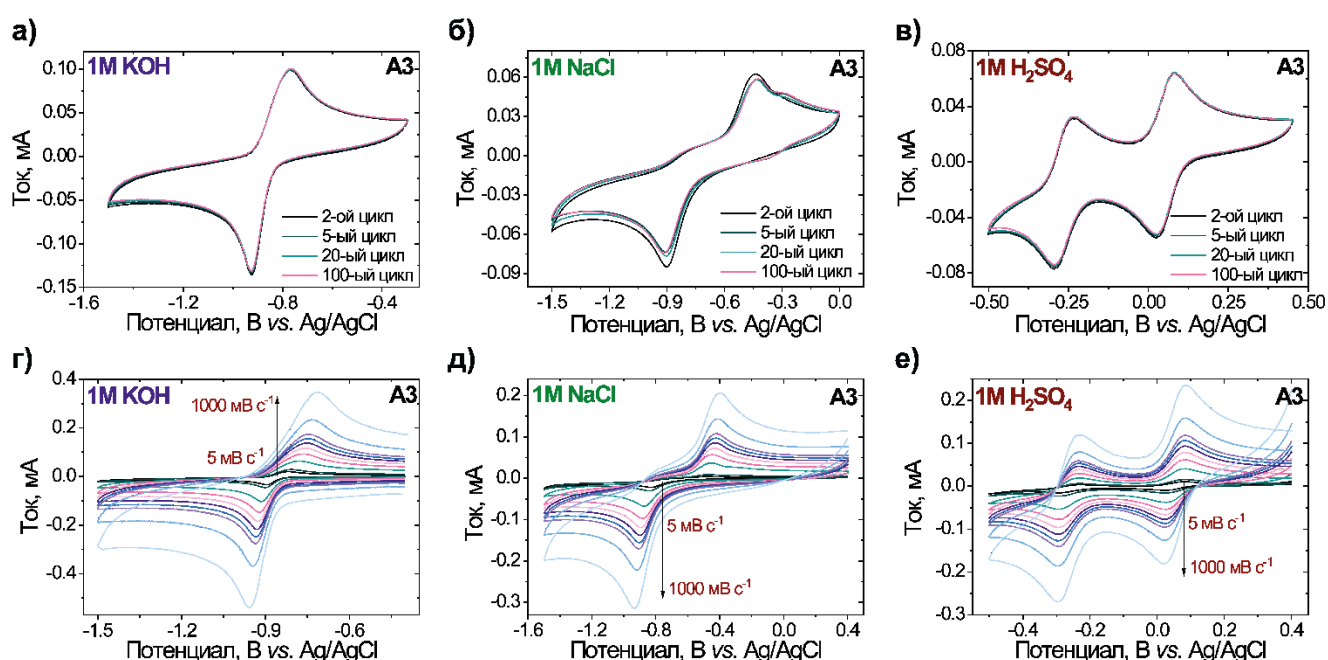 а)
1M KOH
A3
Ток, мА
0.10
0.05
0.00
-0.05
-0.10
-0.15
-1.6
-1.2
-0.8
-0.4
2-ой цикл
5-ый цикл
20-ый цикл
100-ый цикл
Потенциал, В vs. Ag/AgCl
б)
1M NaCl
A3
Ток, мА
0.06
0.03
0.00
-0.03
-0.06
-0.09
-1.5
-1.2
-0.9
-0.6
-0.3
0.0
2-ой цикл
5-ый цикл
20-ый цикл
100-ый цикл
Потенциал, В vs. Ag/AgCl
в)
1M H₂SO₄
A3
Ток, мА
0.08
0.04
0.00
-0.04
-0.08
-0.50
-0.25
0.00
0.25
0.50
2-ой цикл
5-ый цикл
20-ый цикл
100-ый цикл
Потенциал, В vs. Ag/AgCl
г)
1M KOH
A3
1000 мВ с⁻¹
5 мВ с⁻¹
Ток, мА
0.4
0.2
0.0
-0.2
-0.4
-1.5
-1.2
-0.9
-0.6
Потенциал, В vs. Ag/AgCl
д)
1M NaCl
A3
5 мВ с⁻¹
1000 мВ с⁻¹
Ток, мА
0.2
0.1
0.0
-0.1
-0.2
-0.3
-1.6
-1.2
-0.8
-0.4
0.0
0.4
Потенциал, В vs. Ag/AgCl
е)
1M H₂SO₄
A3
5 мВ с⁻¹
1000 мВ с⁻¹
Ток, мА
0.2
0.1
0.0
-0.1
-0.2
-0.3
-0.4
-0.2
0.0
0.2
0.4
Потенциал, В vs. Ag/AgCl